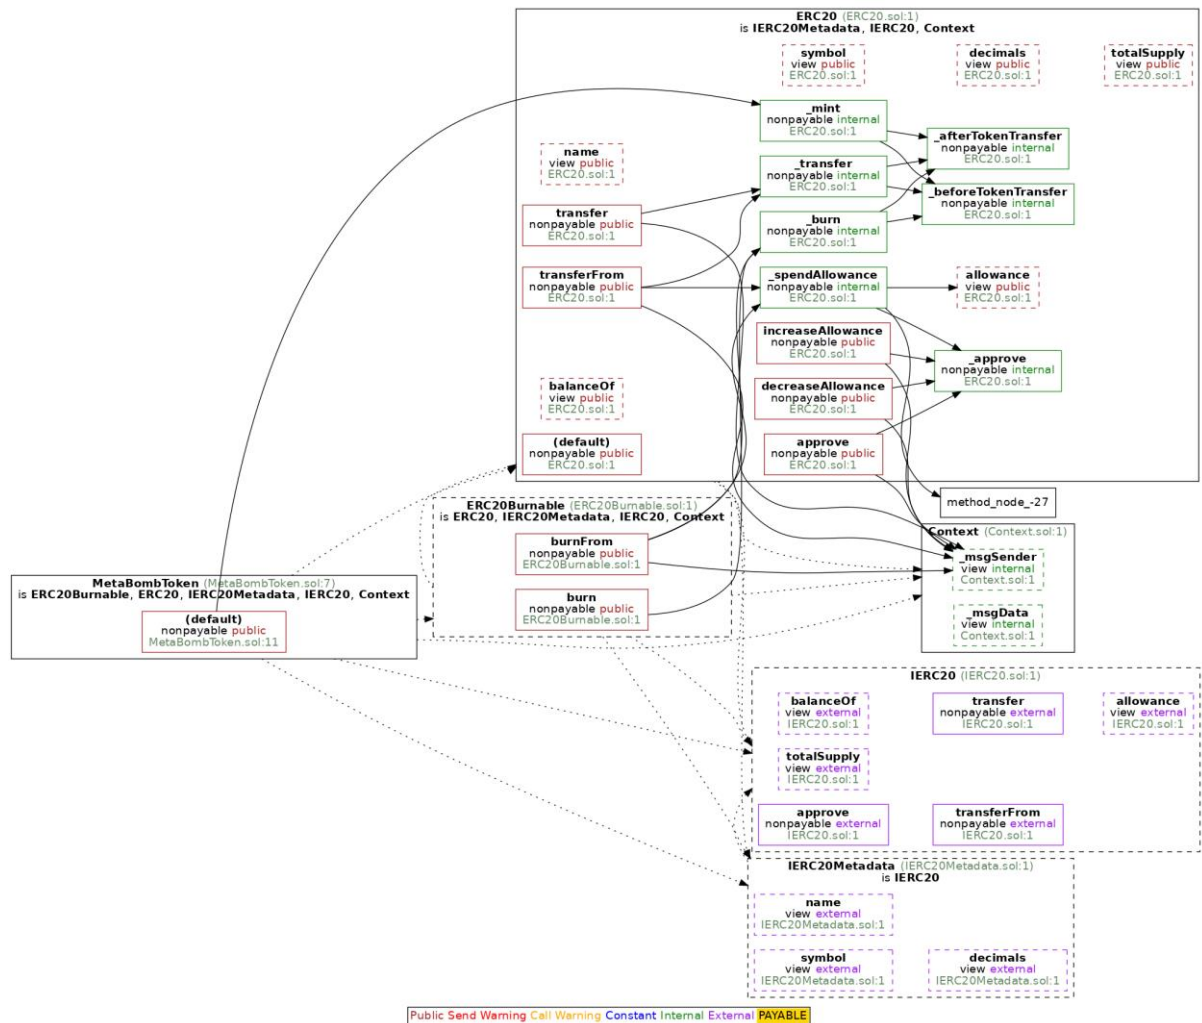 ERC20 (ERC20.sol:1)
is IERC20Metadata, IERC20, Context
symbol
view public
ERC20.sol:1
decimals
view public
ERC20.sol:1
totalSupply
view public
ERC20.sol:1
_mint
nonpayable internal
ERC20.sol:1
_afterTokenTransfer
nonpayable internal
ERC20.sol:1
name
view public
ERC20.sol:1
_transfer
nonpayable internal
ERC20.sol:1
_beforeTokenTransfer
nonpayable internal
ERC20.sol:1
transfer
nonpayable public
ERC20.sol:1
_burn
nonpayable internal
ERC20.sol:1
transferFrom
nonpayable public
ERC20.sol:1
_spendAllowance
nonpayable internal
ERC20.sol:1
allowance
view public
ERC20.sol:1
increaseAllowance
nonpayable public
ERC20.sol:1
_approve
nonpayable internal
ERC20.sol:1
balanceOf
view public
ERC20.sol:1
decreaseAllowance
nonpayable public
ERC20.sol:1
(default)
nonpayable public
ERC20.sol:1
approve
nonpayable public
ERC20.sol:1
method_node_-27
ERC20Burnable (ERC20Burnable.sol:1)
is ERC20, IERC20Metadata, IERC20, Context
burnFrom
nonpayable public
ERC20Burnable.sol:1
burn
nonpayable public
ERC20Burnable.sol:1
Context (Context.sol:1)
_msgSender
view internal
Context.sol:1
_msgData
view internal
Context.sol:1
MetaBombToken (MetaBombToken.sol:7)
is ERC20Burnable, ERC20, IERC20Metadata, IERC20, Context
(default)
nonpayable public
MetaBombToken.sol:11
IERC20 (IERC20.sol:1)
balanceOf
view external
IERC20.sol:1
transfer
nonpayable external
IERC20.sol:1
allowance
view external
IERC20.sol:1
totalSupply
view external
IERC20.sol:1
approve
nonpayable external
IERC20.sol:1
transferFrom
nonpayable external
IERC20.sol:1
IERC20Metadata (IERC20Metadata.sol:1)
is IERC20
name
view external
IERC20Metadata.sol:1
symbol
view external
IERC20Metadata.sol:1
decimals
view external
IERC20Metadata.sol:1
Public Send Warning Call Warning Constant Internal External PAYABLE